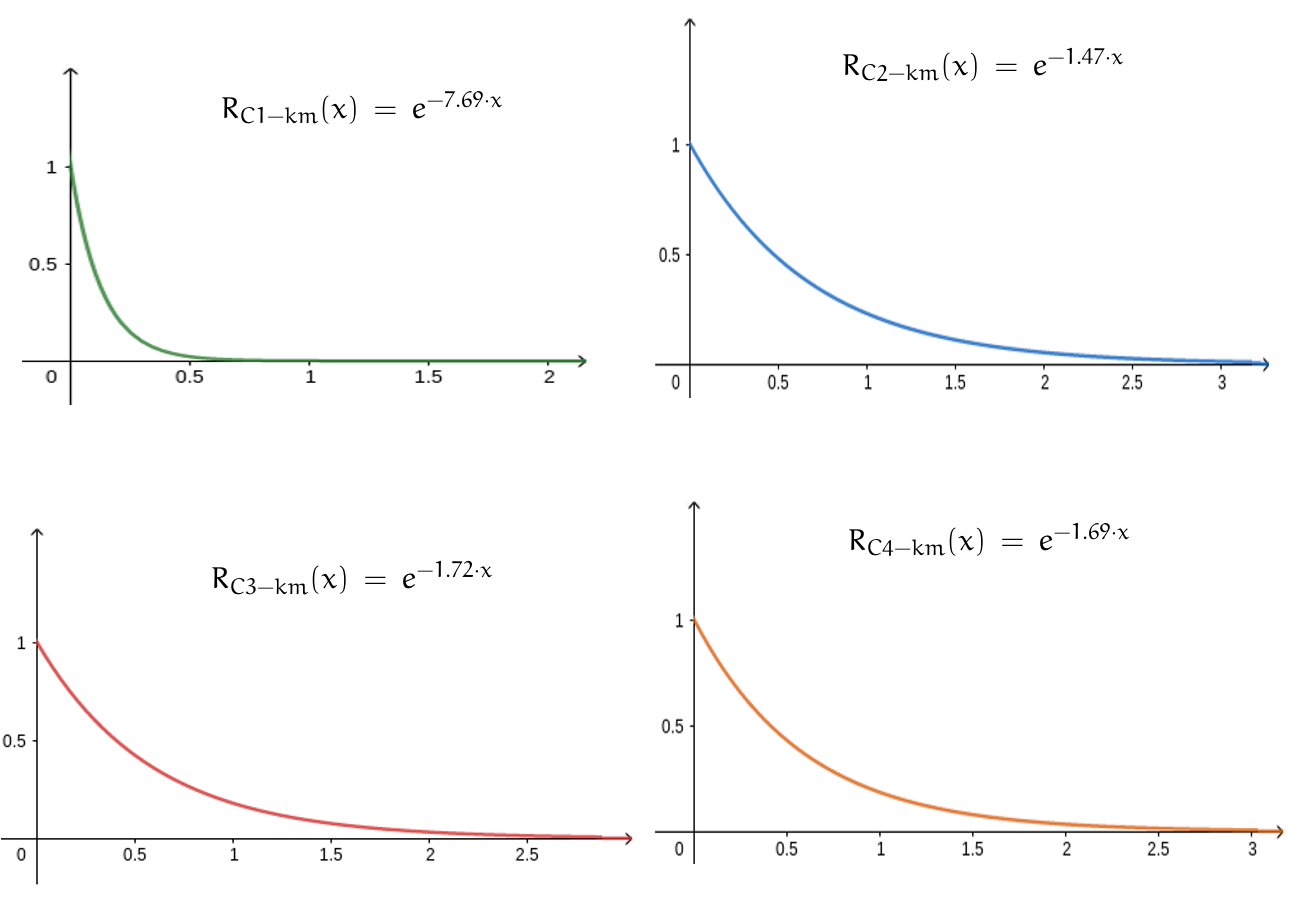 R_{C1−km}(x) = e^{−7.69·x}
1
0.5
0 0.5 1 1.5 2
R_{C2−km}(x) = e^{−1.47·x}
1
0.5
0 0.5 1 1.5 2 2.5 3
R_{C3−km}(x) = e^{−1.72·x}
1
0.5
0 0.5 1 1.5 2 2.5
R_{C4−km}(x) = e^{−1.69·x}
1
0.5
0 0.5 1 1.5 2 2.5 3